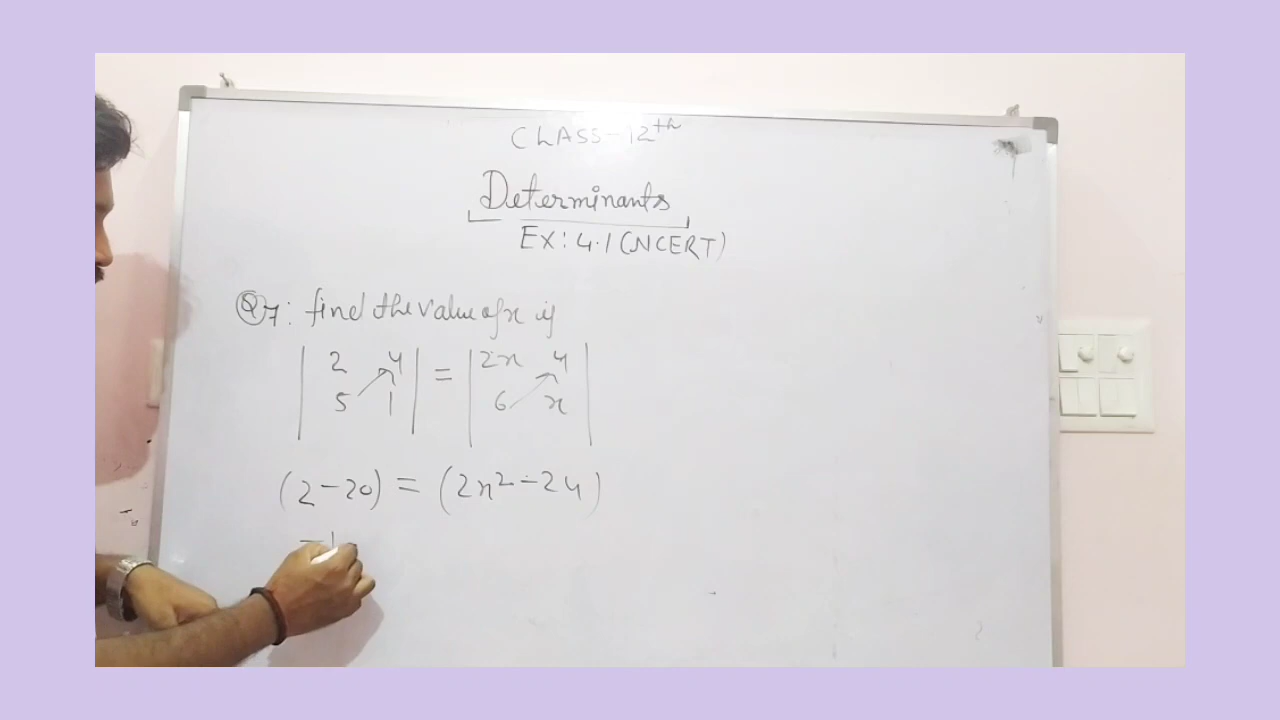 CLASS-12th
Determinants
EX: 4.1 (NCERT)
Q7: find the value of x if
| 2 4 | = | 2x 4 |
| 5 1 | | 6 x |
(2-20) = (2x²-24)
-1